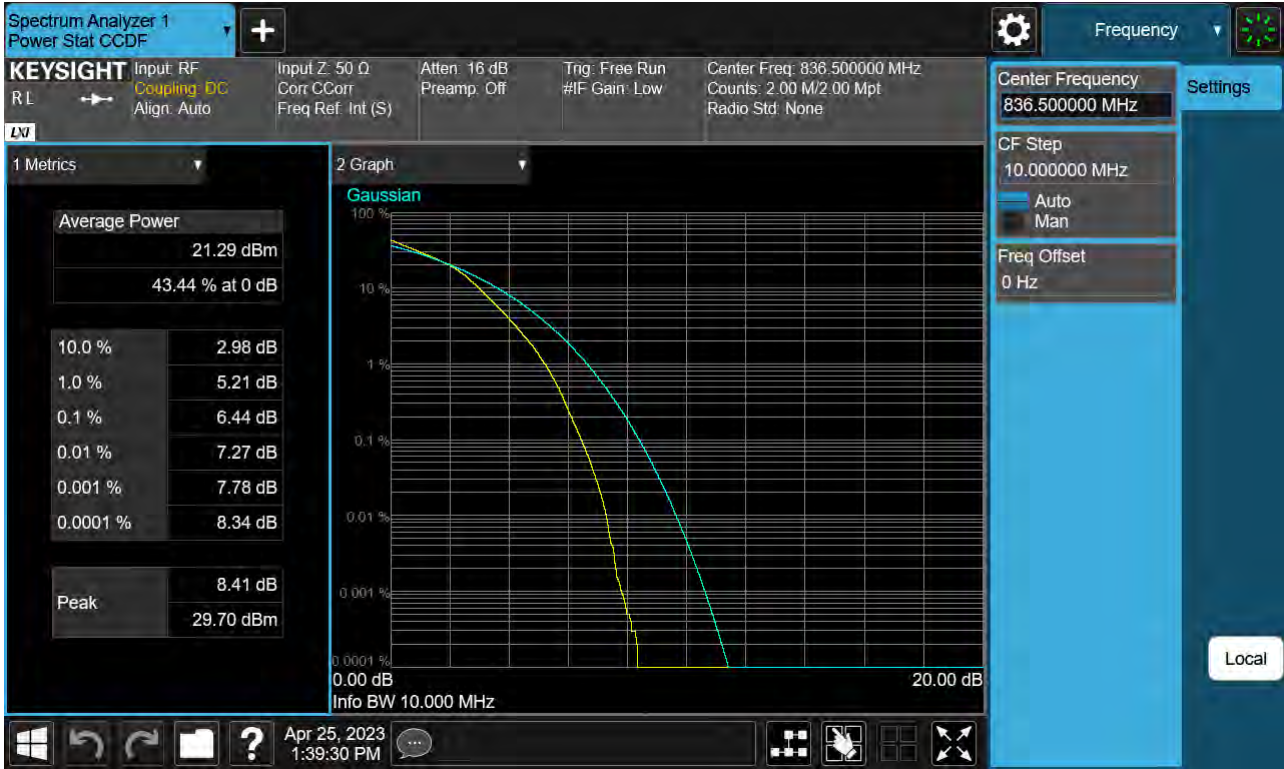 Spectrum Analyzer 1
Power Stat CCDF
Frequency
KEYSIGHT
R L
LXI
Input: RF
Coupling: DC
Align: Auto
Input Z: 50 Ω
Corr CCorr
Freq Ref: Int (S)
Atten: 16 dB
Preamp: Off
Trig: Free Run
#IF Gain: Low
Center Freq: 836.500000 MHz
Counts: 2.00 M/2.00 Mpt
Radio Std: None
Center Frequency
836.500000 MHz
Settings
CF Step
10.000000 MHz
Auto
Man
Freq Offset
0 Hz
1 Metrics
Average Power
21.29 dBm
43.44 % at 0 dB
10.0 % 2.98 dB
1.0 % 5.21 dB
0.1 % 6.44 dB
0.01 % 7.27 dB
0.001 % 7.78 dB
0.0001 % 8.34 dB
Peak
8.41 dB
29.70 dBm
2 Graph
Gaussian
100 %
10 %
1 %
0.1 %
0.01 %
0.001 %
0.0001 %
0.00 dB
20.00 dB
Info BW 10.000 MHz
Local
?
Apr 25, 2023
1:39:30 PM